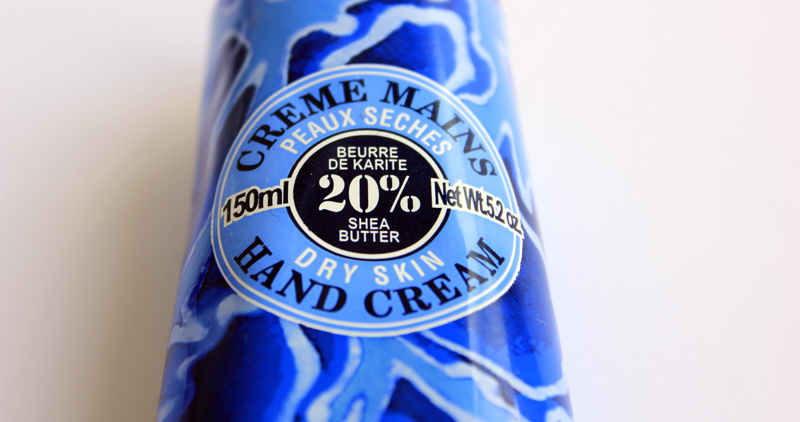 CREME MAINS
PEAUX SECHES
BEURRE
DE KARITE
150ml
20%
Net Wt.5.2 oz.
SHEA
BUTTER
DRY SKIN
HAND CREAM